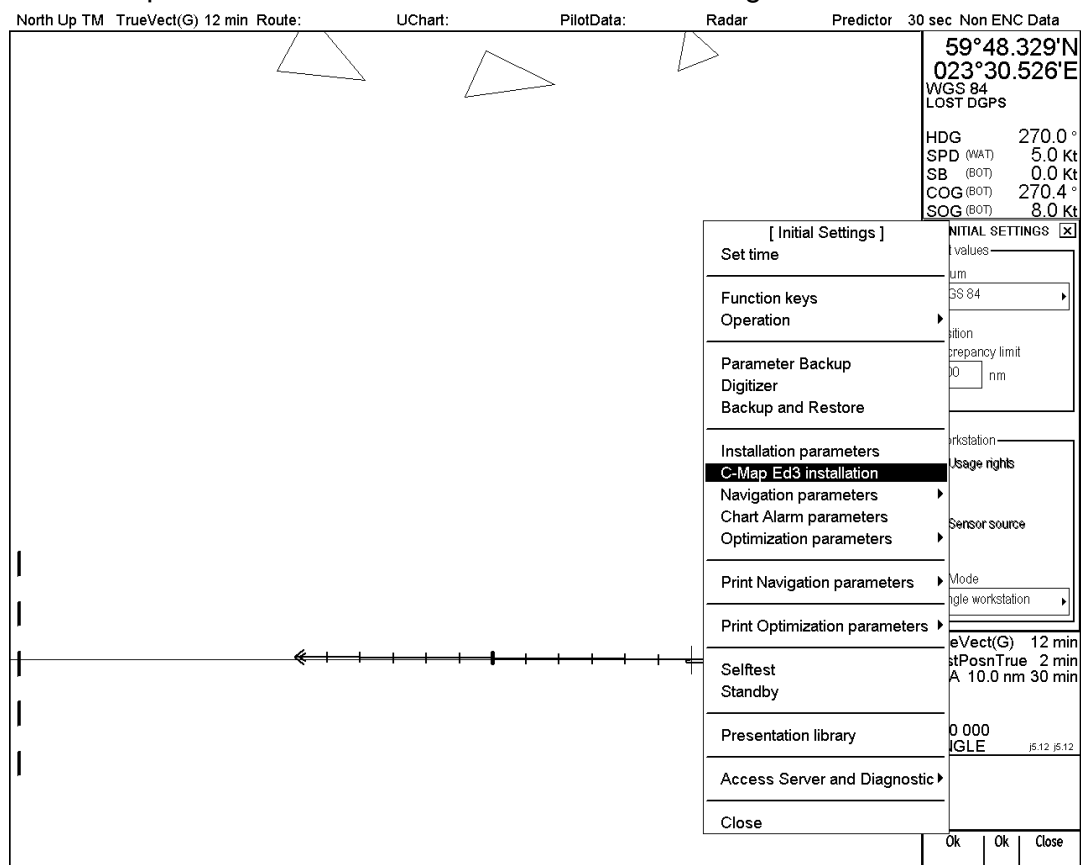 North Up TM TrueVect(G) 12 min Route: UChart: PilotData: Radar Predictor 30 sec Non ENC Data
59°48.329'N
023°30.526'E
WGS 84
LOST DGPS
HDG 270.0 °
SPD (WAT) 5.0 Kt
SB (BOT) 0.0 Kt
COG (BOT) 270.4 °
SOG (BOT) 8.0 Kt
[ Initial Settings ]
Set time
Function keys
Operation
Parameter Backup
Digitizer
Backup and Restore
Installation parameters
C-Map Ed3 installation
Navigation parameters
Chart Alarm parameters
Optimization parameters
Print Navigation parameters
Print Optimization parameters
Selftest
Standby
Presentation library
Access Server and Diagnostic
Close
NITIAL SETTINGS X
values
um
GS 84
ition
crepancy limit
00 nm
rkstation
Usage rights
Sensor source
Mode
ngle workstation
eVect(G) 12 min
stPosnTrue 2 min
A 10.0 nm 30 min
0 000
IGLE j5.12 j5.12
Ok Ok Close